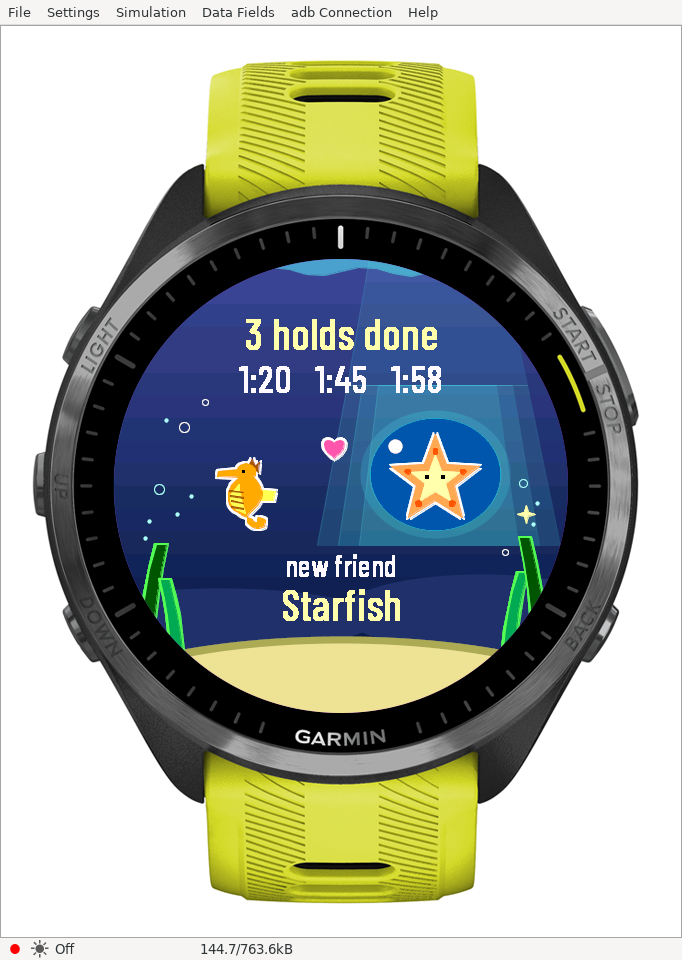 File Settings Simulation Data Fields adb Connection Help
LIGHT
START
STOP
3 holds done
1:20 1:45 1:58
UP
new friend
Starfish
DOWN
BACK
GARMIN
Off 144.7/763.6kB